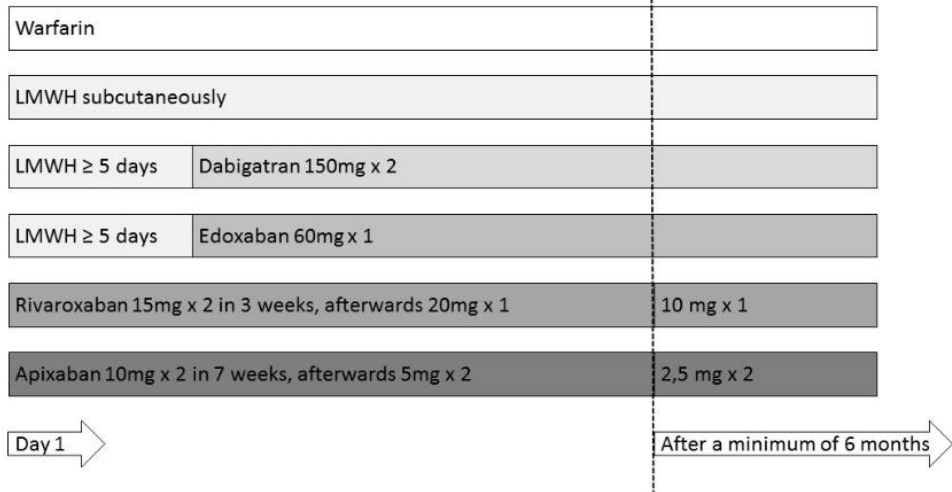 Warfarin
LMWH subcutaneously
LMWH ≥ 5 days Dabigatran 150mg x 2
LMWH ≥ 5 days Edoxaban 60mg x 1
Rivaroxaban 15mg x 2 in 3 weeks, afterwards 20mg x 1 10 mg x 1
Apixaban 10mg x 2 in 7 weeks, afterwards 5mg x 2 2,5 mg x 2
Day 1 After a minimum of 6 months